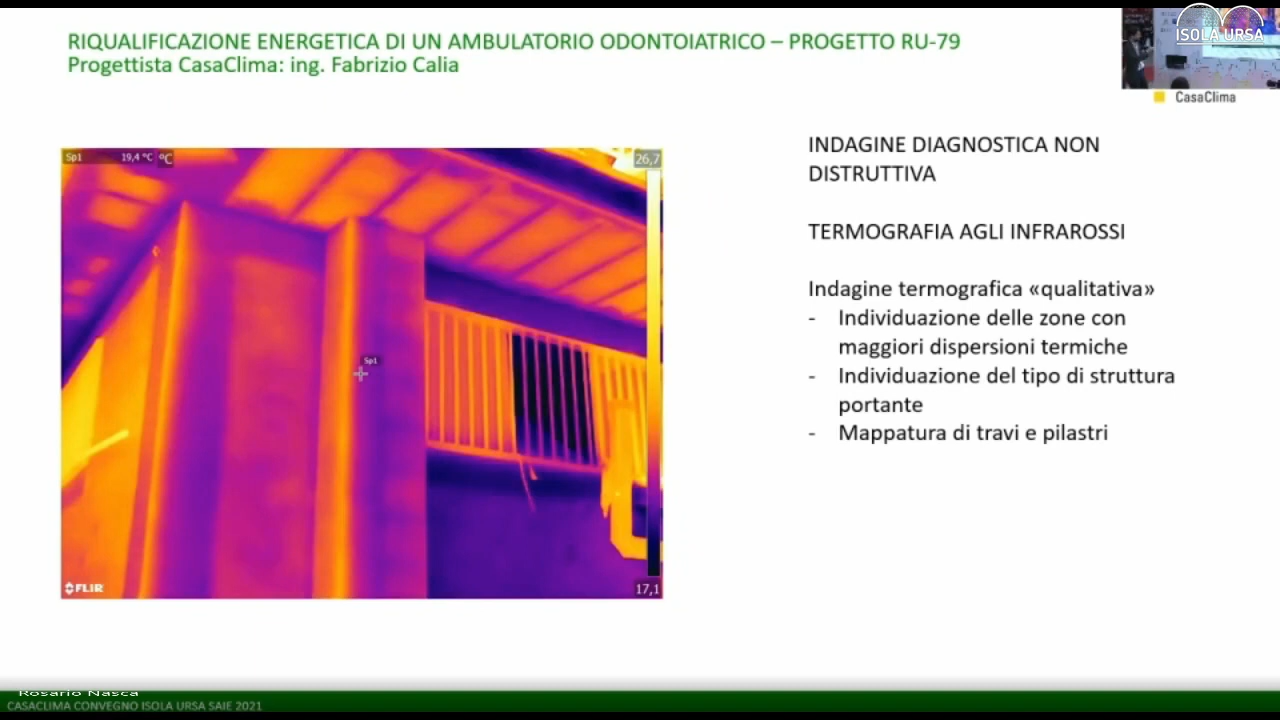 RIQUALIFICAZIONE ENERGETICA DI UN AMBULATORIO ODONTOIATRICO – PROGETTO RU-79
Progettista CasaClima: ing. Fabrizio Calia
ISOLA URSA
CasaClima
Sp1 19,4 °C °C
26,7
Sp1
FLIR
17,1
INDAGINE DIAGNOSTICA NON
DISTRUTTIVA
TERMOGRAFIA AGLI INFRAROSSI
Indagine termografica «qualitativa»
- Individuazione delle zone con
maggiori dispersioni termiche
- Individuazione del tipo di struttura
portante
- Mappatura di travi e pilastri
Rosario Nasca
CASACLIMA CONVEGNO ISOLA URSA SAIE 2021